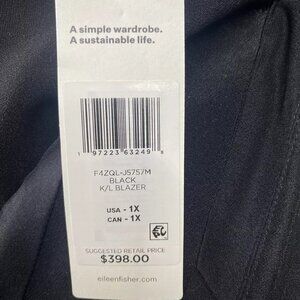 A simple wardrobe.
A sustainable life.
1 97223 63249 8
F4ZQL-J5757M
BLACK
K/L BLAZER
USA - 1X
CAN - 1X
SUGGESTED RETAIL PRICE
$398.00
eileenfisher.com